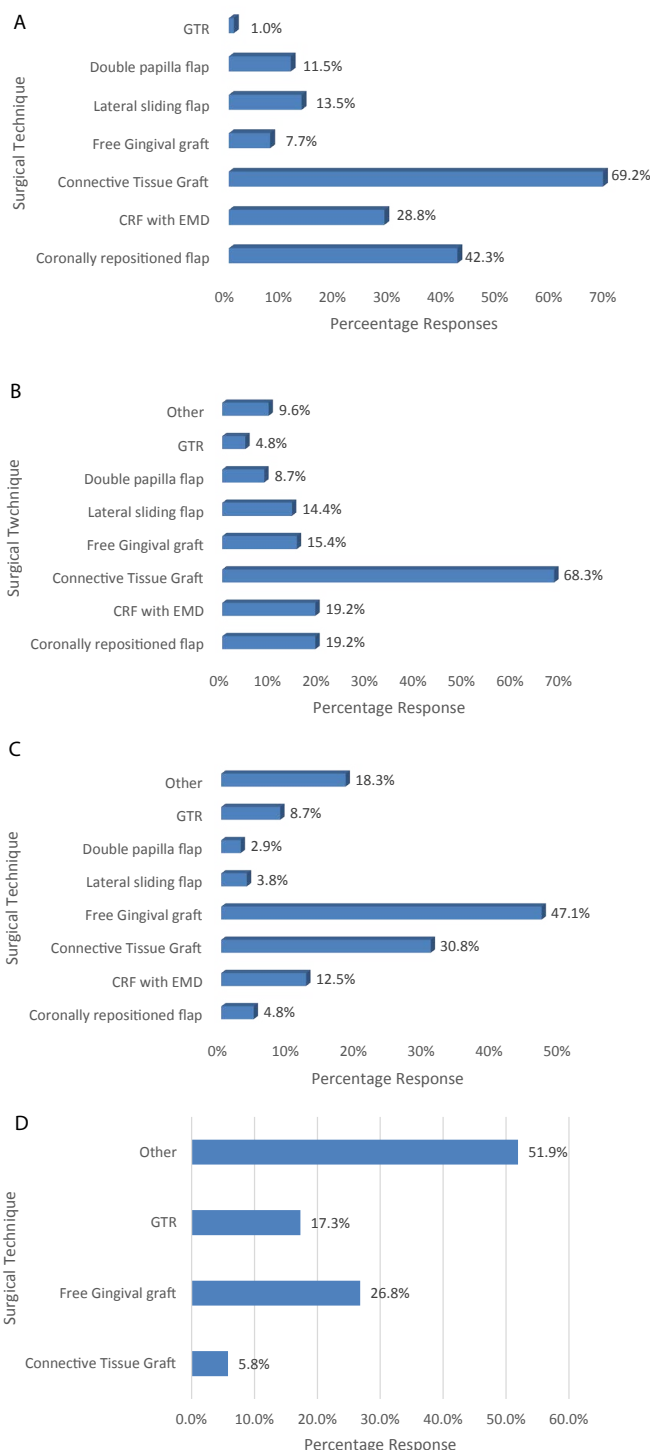 A
Surgical Technique
GTR 1.0%
Double papilla flap 11.5%
Lateral sliding flap 13.5%
Free Gingival graft 7.7%
Connective Tissue Graft 69.2%
CRF with EMD 28.8%
Coronally repositioned flap 42.3%
0% 10% 20% 30% 40% 50% 60% 70%
Perceentage Responses
B
Surgical Twchnique
Other 9.6%
GTR 4.8%
Double papilla flap 8.7%
Lateral sliding flap 14.4%
Free Gingival graft 15.4%
Connective Tissue Graft 68.3%
CRF with EMD 19.2%
Coronally repositioned flap 19.2%
0% 10% 20% 30% 40% 50% 60% 70%
Percentage Response
C
Surgical Technique
Other 18.3%
GTR 8.7%
Double papilla flap 2.9%
Lateral sliding flap 3.8%
Free Gingival graft 47.1%
Connective Tissue Graft 30.8%
CRF with EMD 12.5%
Coronally repositioned flap 4.8%
0% 10% 20% 30% 40% 50%
Percentage Response
D
Surgical Technique
Other 51.9%
GTR 17.3%
Free Gingival graft 26.8%
Connective Tissue Graft 5.8%
0.0% 10.0% 20.0% 30.0% 40.0% 50.0% 60.0%
Percentage Response